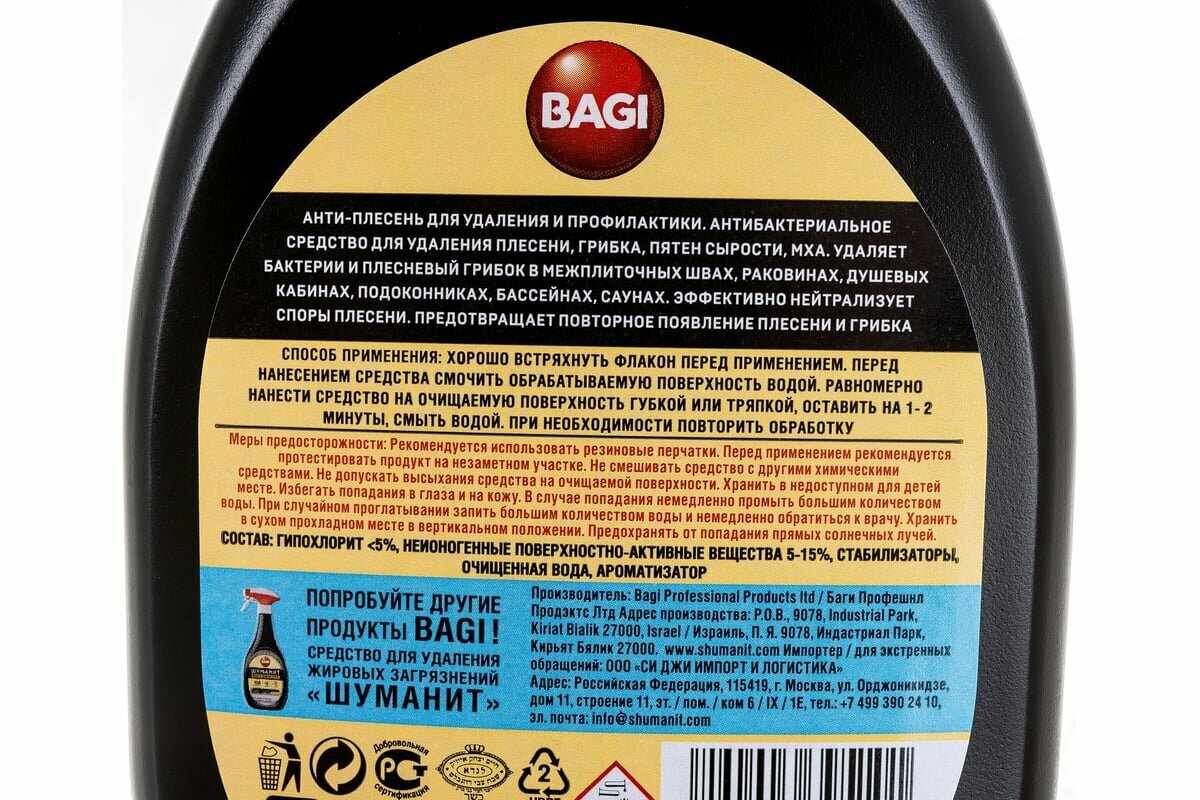 BAGI
АНТИ-ПЛЕСЕНЬ ДЛЯ УДАЛЕНИЯ И ПРОФИЛАКТИКИ. АНТИБАКТЕРИАЛЬНОЕ
СРЕДСТВО ДЛЯ УДАЛЕНИЯ ПЛЕСЕНИ, ГРИБКА, ПЯТЕН СЫРОСТИ, МХА. УДАЛЯЕТ
БАКТЕРИИ И ПЛЕСНЕВЫЙ ГРИБОК В МЕЖПЛИТОЧНЫХ ШВАХ, РАКОВИНАХ, ДУШЕВЫХ
КАБИНАХ, ПОДОКОННИКАХ, БАССЕЙНАХ, САУНАХ. ЭФФЕКТИВНО НЕЙТРАЛИЗУЕТ
СПОРЫ ПЛЕСЕНИ. ПРЕДОТВРАЩАЕТ ПОВТОРНОЕ ПОЯВЛЕНИЕ ПЛЕСЕНИ И ГРИБКА
СПОСОБ ПРИМЕНЕНИЯ: ХОРОШО ВСТРЯХНУТЬ ФЛАКОН ПЕРЕД ПРИМЕНЕНИЕМ. ПЕРЕД
НАНЕСЕНИЕМ СРЕДСТВА СМОЧИТЬ ОБРАБАТЫВАЕМУЮ ПОВЕРХНОСТЬ ВОДОЙ. РАВНОМЕРНО
НАНЕСТИ СРЕДСТВО НА ОЧИЩАЕМУЮ ПОВЕРХНОСТЬ ГУБКОЙ ИЛИ ТРЯПКОЙ, ОСТАВИТЬ НА 1-2
МИНУТЫ, СМЫТЬ ВОДОЙ. ПРИ НЕОБХОДИМОСТИ ПОВТОРИТЬ ОБРАБОТКУ
Меры предосторожности: Рекомендуется использовать резиновые перчатки. Перед применением рекомендуется
протестировать продукт на незаметном участке. Не смешивать средство с другими химическими
средствами. Не допускать высыхания средства на очищаемой поверхности. Хранить в недоступном для детей
месте. Избегать попадания в глаза и на кожу. В случае попадания немедленно промыть большим количеством
воды. При случайном проглатывании запить большим количеством воды и немедленно обратиться к врачу. Хранить
в сухом прохладном месте в вертикальном положении. Предохранять от попадания прямых солнечных лучей.
СОСТАВ: ГИПОХЛОРИТ <5%, НЕИОНОГЕННЫЕ ПОВЕРХНОСТНО-АКТИВНЫЕ ВЕЩЕСТВА 5-15%, СТАБИЛИЗАТОРЫ,
ОЧИЩЕННАЯ ВОДА, АРОМАТИЗАТОР
ПОПРОБУЙТЕ ДРУГИЕ
ПРОДУКТЫ BAGI!
СРЕДСТВО ДЛЯ УДАЛЕНИЯ
ЖИРОВЫХ ЗАГРЯЗНЕНИЙ
«ШУМАНИТ»
ШУМАНИТ
Производитель: Bagi Professional Products ltd / Баги Професшнл
Продэктс Лтд Адрес производства: P.O.B., 9078, Industrial Park,
Kiriat Bialik 27000, Israel / Израиль, П. Я. 9078, Индастриал Парк,
Кирьят Бялик 27000. www.shumanit.com Импортер / для экстренных
обращений: ООО «СИ ДЖИ ИМПОРТ И ЛОГИСТИКА»
Адрес: Российская Федерация, 115419, г. Москва, ул. Орджоникидзе,
дом 11, строение 11, эт. / пом. / ком 6 / IX / 1Е, тел.: +7 499 390 24 10,
эл. почта: info@shumanit.com
Добровольная
РСТ
сертификация
לנדא
כשר
2
HDPE